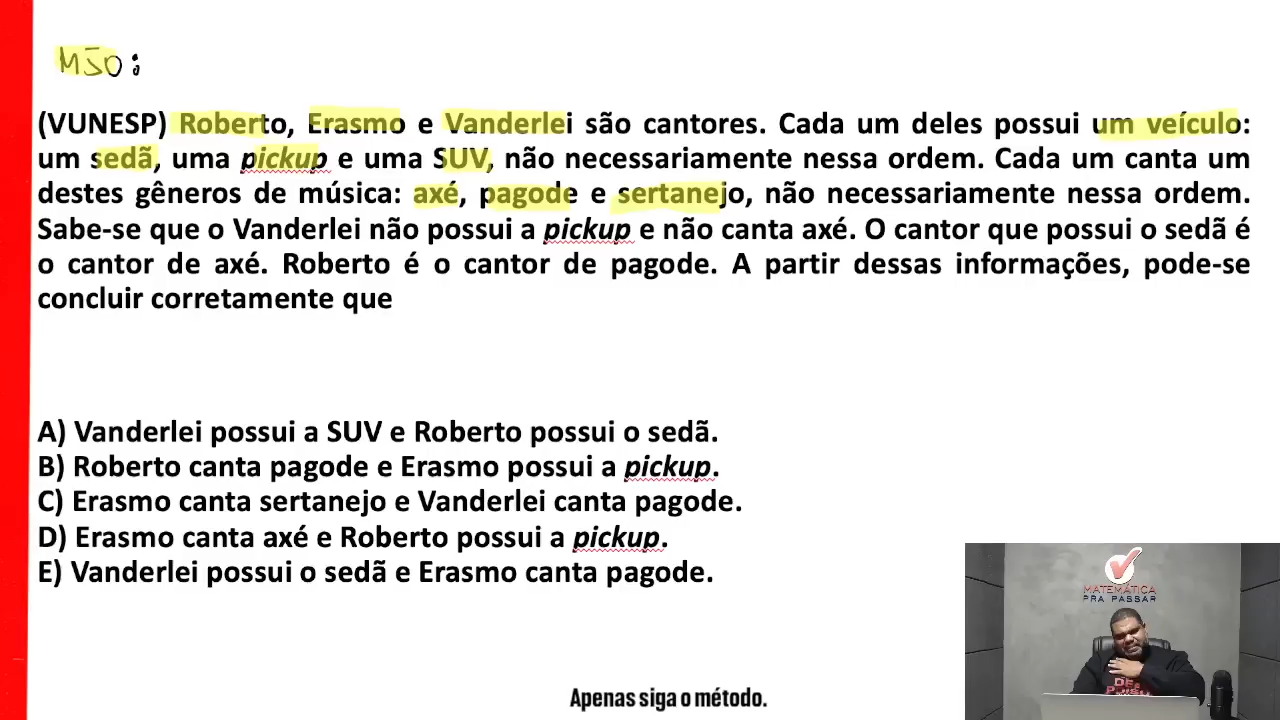 MJO:
(VUNESP) Roberto, Erasmo e Vanderlei são cantores. Cada um deles possui um veículo:
um sedã, uma pickup e uma SUV, não necessariamente nessa ordem. Cada um canta um
destes gêneros de música: axé, pagode e sertanejo, não necessariamente nessa ordem.
Sabe-se que o Vanderlei não possui a pickup e não canta axé. O cantor que possui o sedã é
o cantor de axé. Roberto é o cantor de pagode. A partir dessas informações, pode-se
concluir corretamente que
A) Vanderlei possui a SUV e Roberto possui o sedã.
B) Roberto canta pagode e Erasmo possui a pickup.
C) Erasmo canta sertanejo e Vanderlei canta pagode.
D) Erasmo canta axé e Roberto possui a pickup.
E) Vanderlei possui o sedã e Erasmo canta pagode.
MATEMÁTICA
PRA PASSAR
Apenas siga o método.